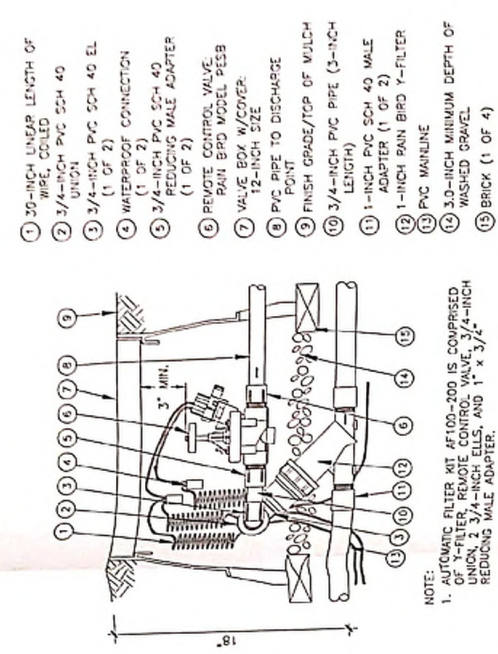 ① 30-INCH LINEAR LENGTH OF
WIRE, COILED
② 3/4-INCH PVC SCH 40
UNION
③ 3/4-INCH PVC SCH 40 EL
(1 OF 2)
④ WATERPROOF CONNECTION
(1 OF 2)
⑤ 3/4-INCH PVC SCH 40
REDUCING MALE ADAPTER
(1 OF 2)
⑥ REMOTE CONTROL VALVE:
RAIN BIRD MODEL PESB
⑦ VALVE BOX W/COVER:
12-INCH SIZE
⑧ PVC PIPE TO DISCHARGE
POINT
⑨ FINISH GRADE/TOP OF MULCH
⑩ 3/4-INCH PVC PIPE (3-INCH
LENGTH)
⑪ 1-INCH PVC SCH 40 MALE
ADAPTER (1 OF 2)
⑫ 1-INCH RAIN BIRD Y-FILTER
⑬ PVC MAINLINE
⑭ 3.0-INCH MINIMUM DEPTH OF
WASHED GRAVEL
⑮ BRICK (1 OF 4)
① ② ③ ④ ⑤ ⑥ ⑦ ⑧ ⑨
3" MIN.
18"
⑬ ③ ⑩ ⑪ ⑫ ⑥ ⑭ ⑮
NOTE:
1. AUTOMATIC FILTER KIT AF100-200 IS COMPRISED
OF Y-FILTER, REMOTE CONTROL VALVE, 3/4-INCH
UNION, 2 3/4-INCH ELLS, AND 1" x 3/4"
REDUCING MALE ADAPTER.